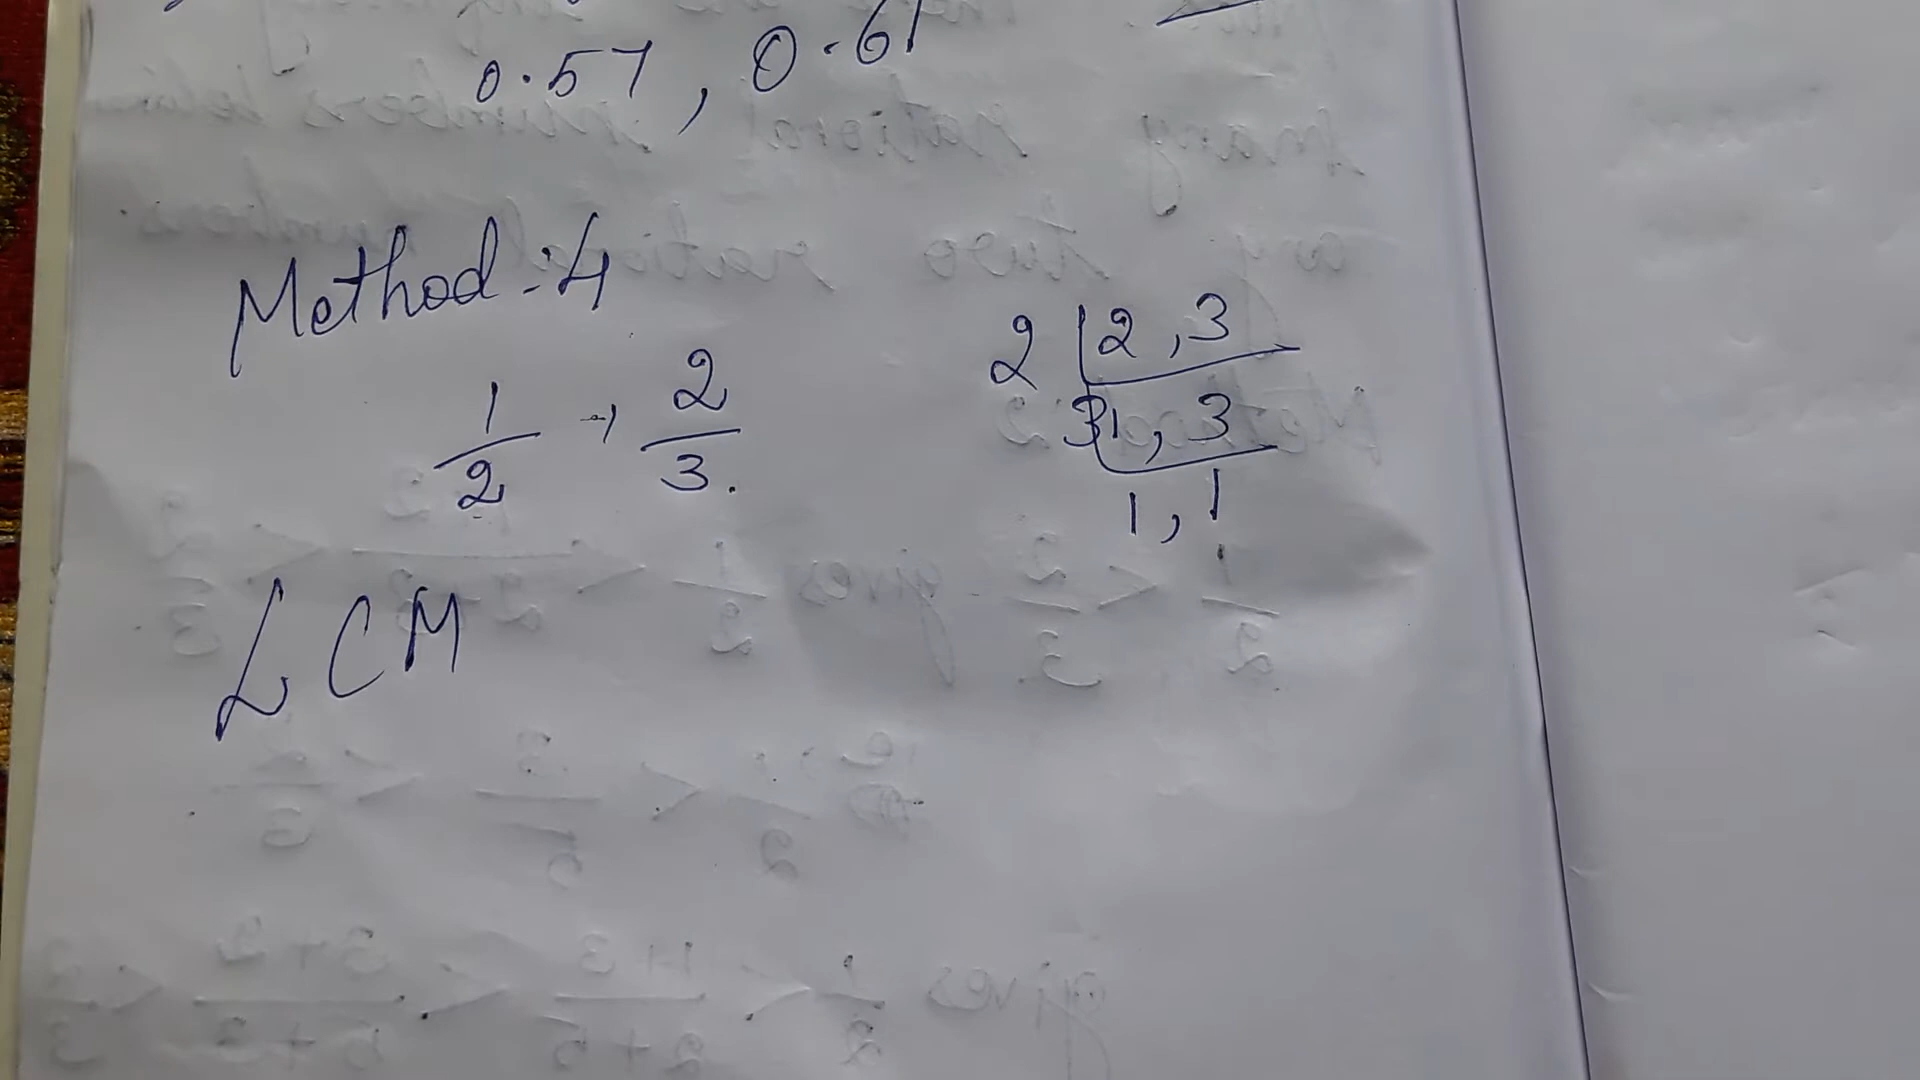 0.57, 0.61
Method :4
1/2 , 2/3.
2 | 2, 3
3 | 1, 3
1, 1
LCM